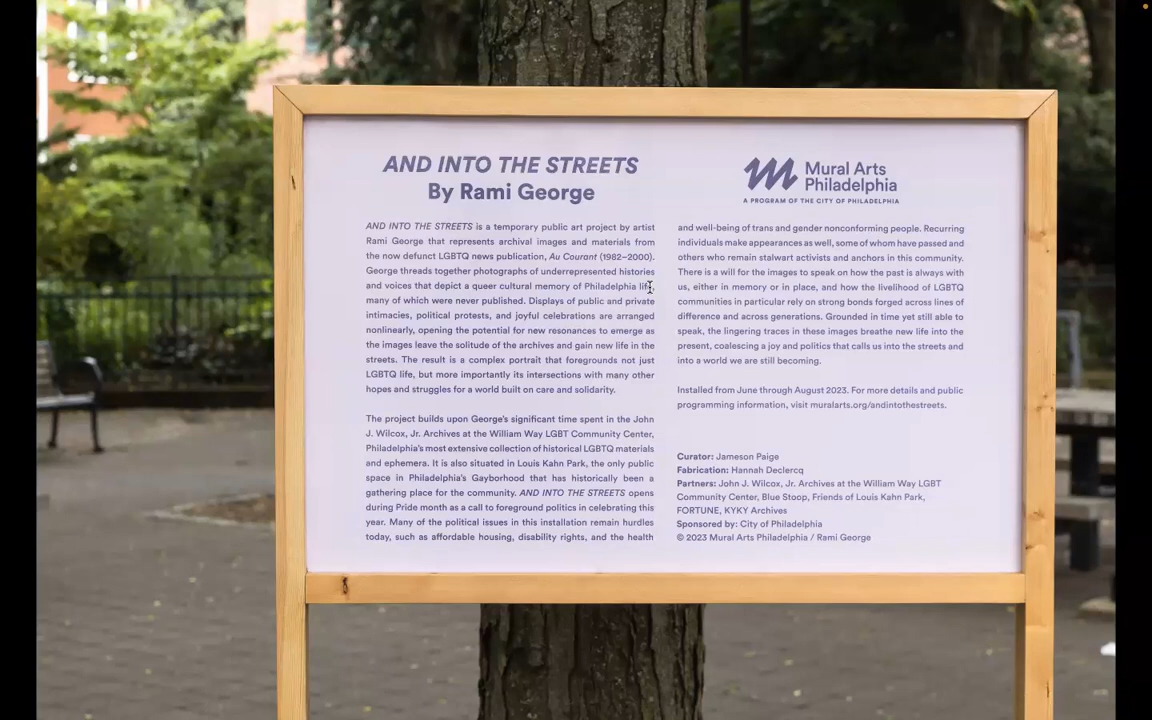 AND INTO THE STREETS
By Rami George
AND INTO THE STREETS is a temporary public art project by artist
Rami George that represents archival images and materials from
the now defunct LGBTQ news publication, Au Courant (1982–2000).
George threads together photographs of underrepresented histories
and voices that depict a queer cultural memory of Philadelphia life,
many of which were never published. Displays of public and private
intimacies, political protests, and joyful celebrations are arranged
nonlinearly, opening the potential for new resonances to emerge as
the images leave the solitude of the archives and gain new life in the
streets. The result is a complex portrait that foregrounds not just
LGBTQ life, but more importantly its intersections with many other
hopes and struggles for a world built on care and solidarity.
The project builds upon George's significant time spent in the John
J. Wilcox, Jr. Archives at the William Way LGBT Community Center,
Philadelphia's most extensive collection of historical LGBTQ materials
and ephemera. It is also situated in Louis Kahn Park, the only public
space in Philadelphia's Gayborhood that has historically been a
gathering place for the community. AND INTO THE STREETS opens
during Pride month as a call to foreground politics in celebrating this
year. Many of the political issues in this installation remain hurdles
today, such as affordable housing, disability rights, and the health
Mural Arts
Philadelphia
A PROGRAM OF THE CITY OF PHILADELPHIA
and well-being of trans and gender nonconforming people. Recurring
individuals make appearances as well, some of whom have passed and
others who remain stalwart activists and anchors in this community.
There is a will for the images to speak on how the past is always with
us, either in memory or in place, and how the livelihood of LGBTQ
communities in particular rely on strong bonds forged across lines of
difference and across generations. Grounded in time yet still able to
speak, the lingering traces in these images breathe new life into the
present, coalescing a joy and politics that calls us into the streets and
into a world we are still becoming.
Installed from June through August 2023. For more details and public
programming information, visit muralarts.org/andintothestreets.
Curator: Jameson Paige
Fabrication: Hannah Declercq
Partners: John J. Wilcox, Jr. Archives at the William Way LGBT
Community Center, Blue Stoop, Friends of Louis Kahn Park,
FORTUNE, KYKY Archives
Sponsored by: City of Philadelphia
© 2023 Mural Arts Philadelphia / Rami George